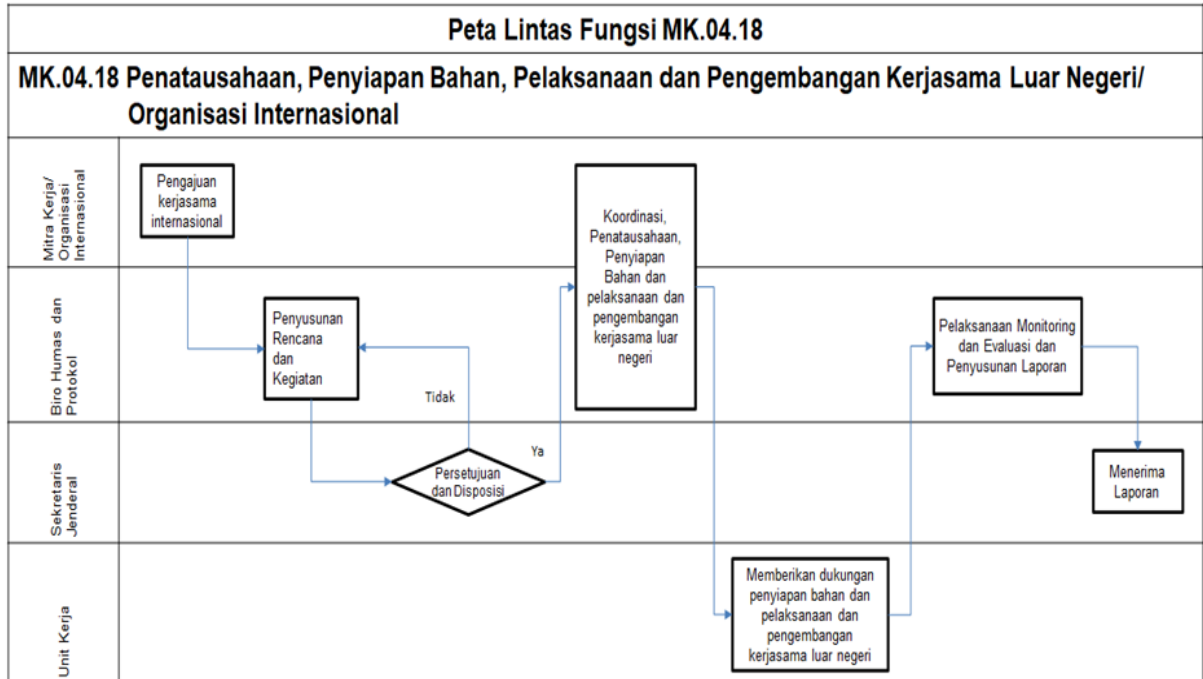 Peta Lintas Fungsi MK.04.18
MK.04.18 Penatausahaan, Penyiapan Bahan, Pelaksanaan dan Pengembangan Kerjasama Luar Negeri/
Organisasi Internasional
Mitra Kerja/
Organisasi
Internasional
Pengajuan
kerjasama
internasional
Koordinasi,
Penatausahaan,
Penyiapan
Bahan dan
pelaksanaan dan
pengembangan
kerjasama luar
negeri
Biro Humas dan
Protokol
Penyusunan
Rencana
dan
Kegiatan
Tidak
Pelaksanaan Monitoring
dan Evaluasi dan
Penyusunan Laporan
Sekretaris
Jenderal
Persetujuan
dan Disposisi
Ya
Menerima
Laporan
Unit Kerja
Memberikan dukungan
penyiapan bahan dan
pelaksanaan dan
pengembangan
kerjasama luar negeri